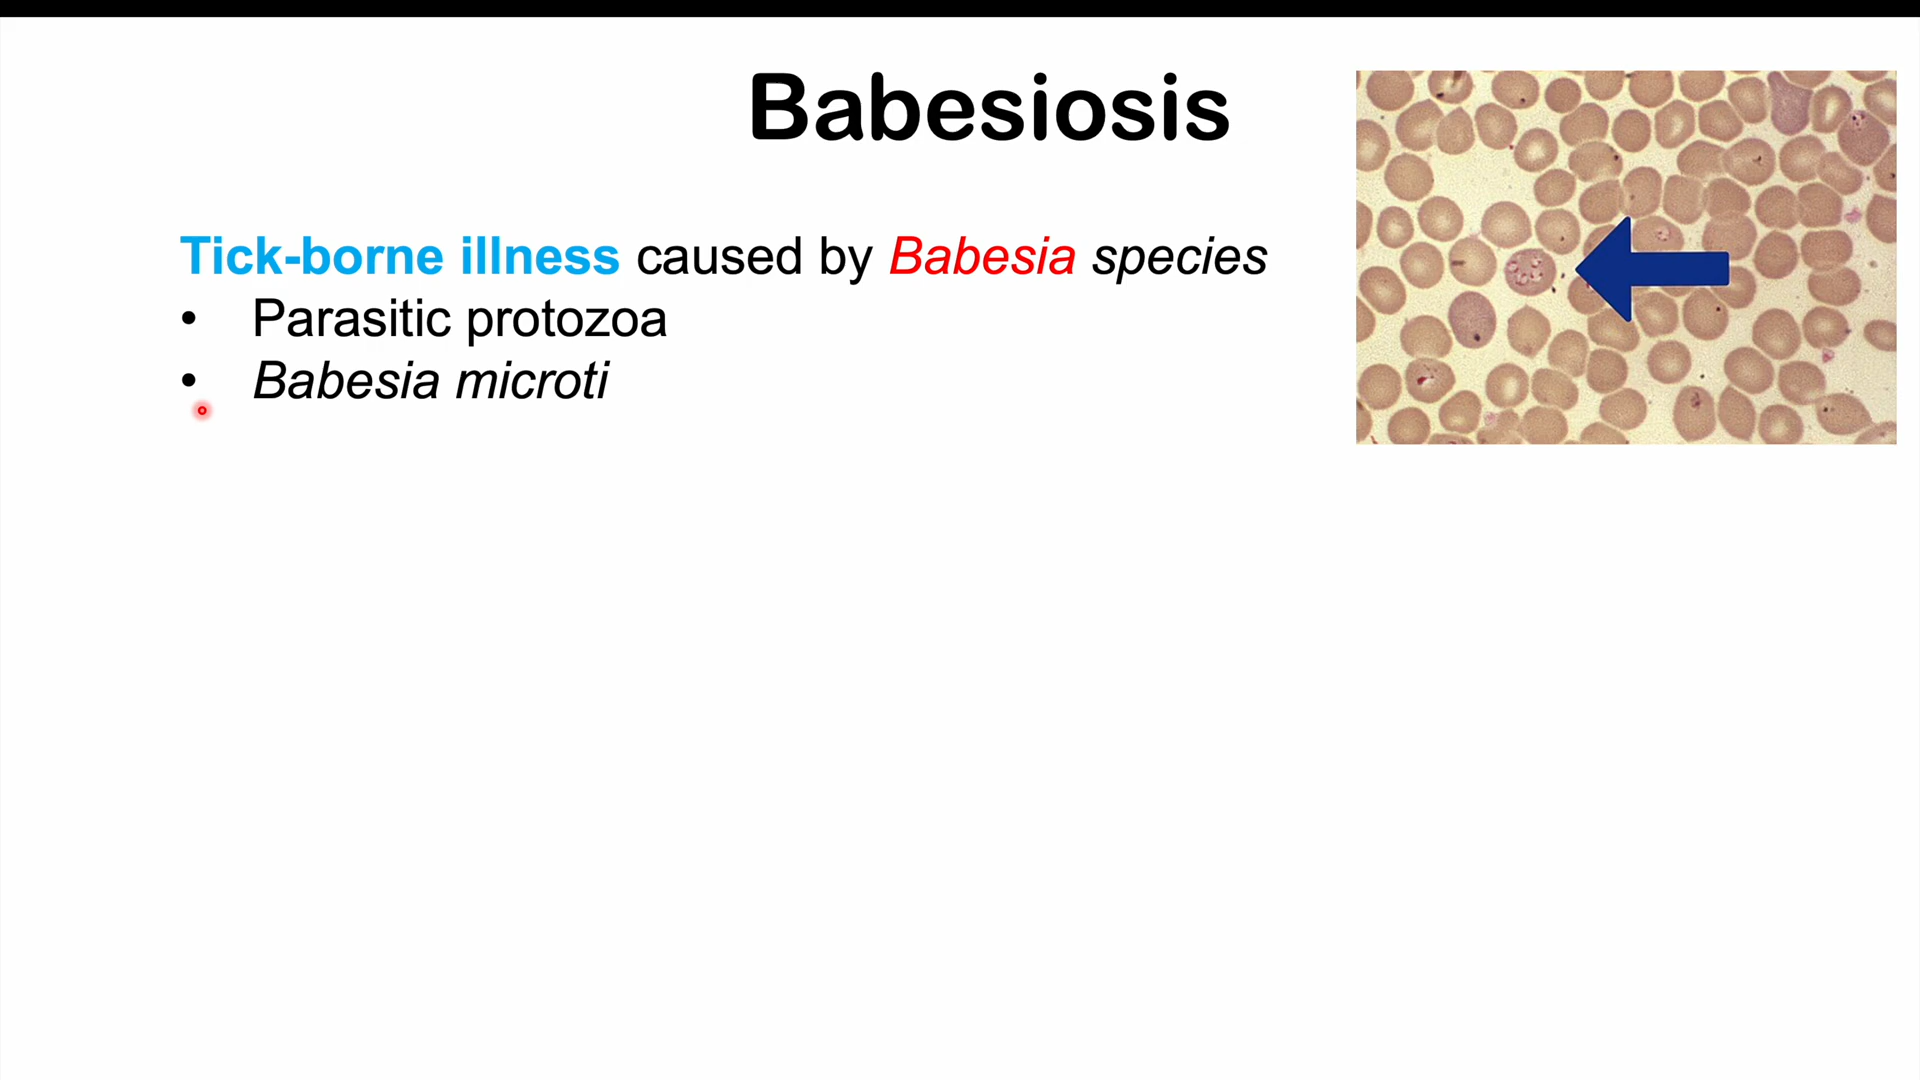 Babesiosis
Tick-borne illness caused by Babesia species
• Parasitic protozoa
• Babesia microti